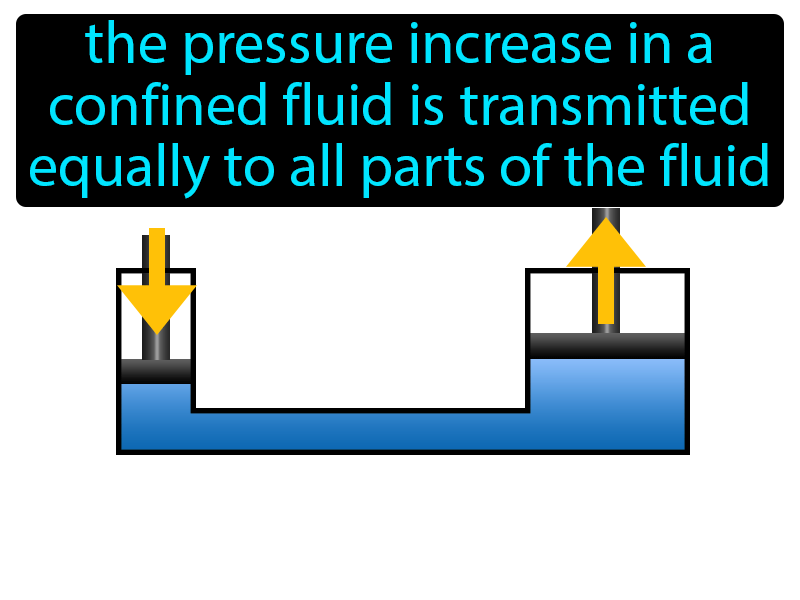 the pressure increase in a
confined fluid is transmitted
equally to all parts of the fluid